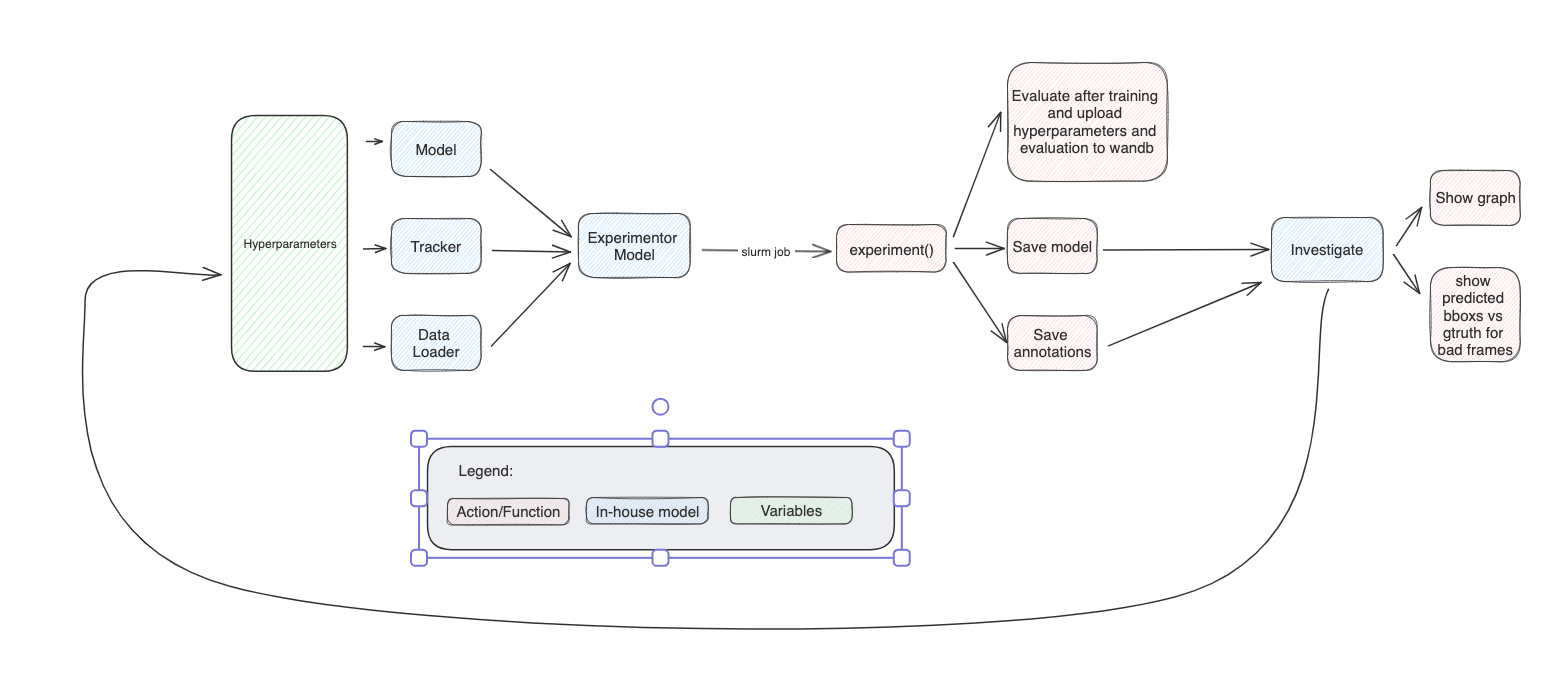 Hyperparameters
Model
Tracker
Data
Loader
Experimentor
Model
slurm job
experiment()
Evaluate after training
and upload
hyperparameters and
evaluation to wandb
Save model
Save
annotations
Investigate
Show graph
show
predicted
bboxs vs
gtruth for
bad frames
Legend:
Action/Function
In-house model
Variables